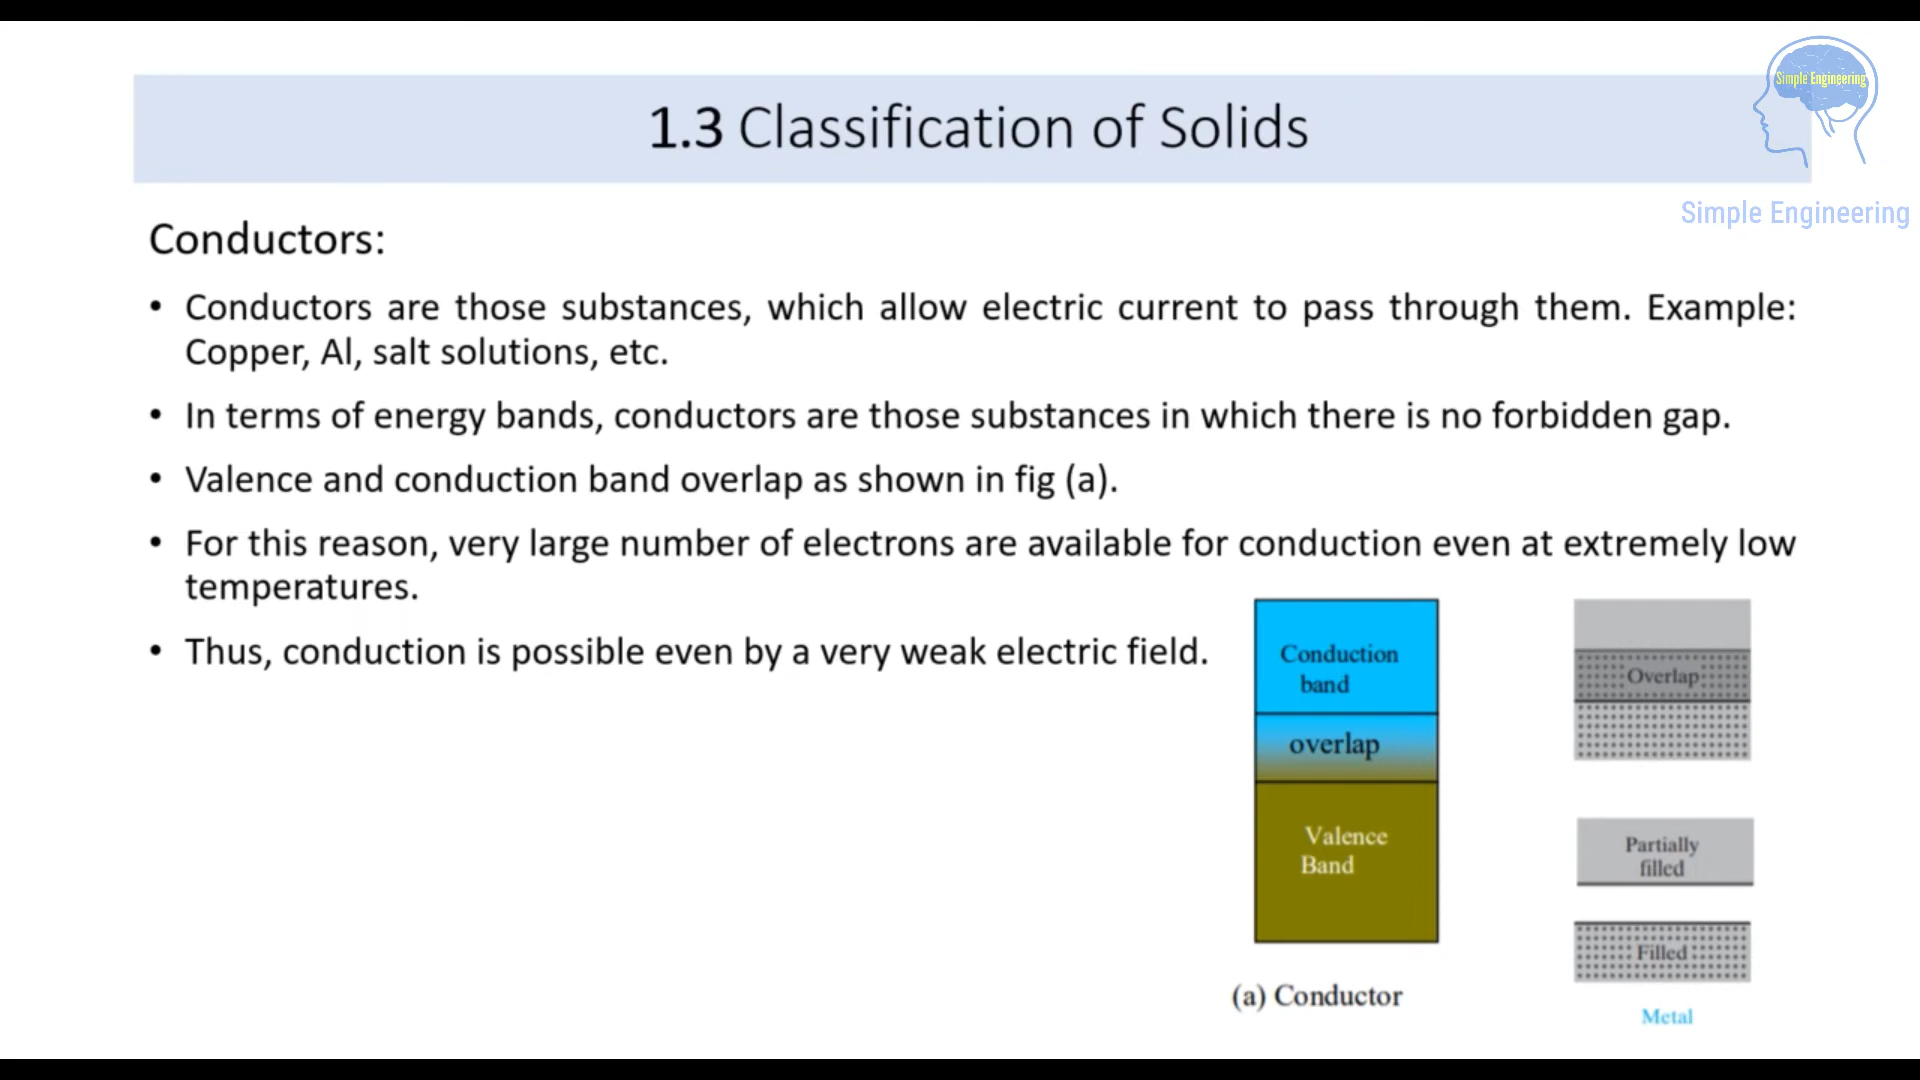 Simple Engineering
1.3 Classification of Solids
Simple Engineering
Conductors:
• Conductors are those substances, which allow electric current to pass through them. Example:
Copper, Al, salt solutions, etc.
• In terms of energy bands, conductors are those substances in which there is no forbidden gap.
• Valence and conduction band overlap as shown in fig (a).
• For this reason, very large number of electrons are available for conduction even at extremely low
temperatures.
• Thus, conduction is possible even by a very weak electric field.
Conduction
band
overlap
Valence
Band
(a) Conductor
Overlap
Partially
filled
Filled
Metal